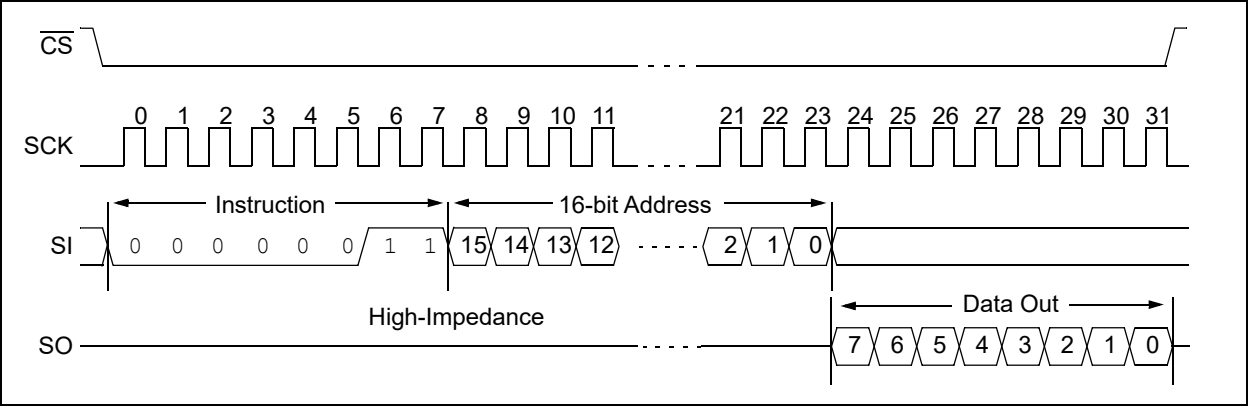 CS
0 1 2 3 4 5 6 7 8 9 10 11 21 22 23 24 25 26 27 28 29 30 31
SCK
Instruction 16-bit Address
SI 0 0 0 0 0 0 1 1 15 14 13 12 2 1 0
Data Out
High-Impedance
SO 7 6 5 4 3 2 1 0